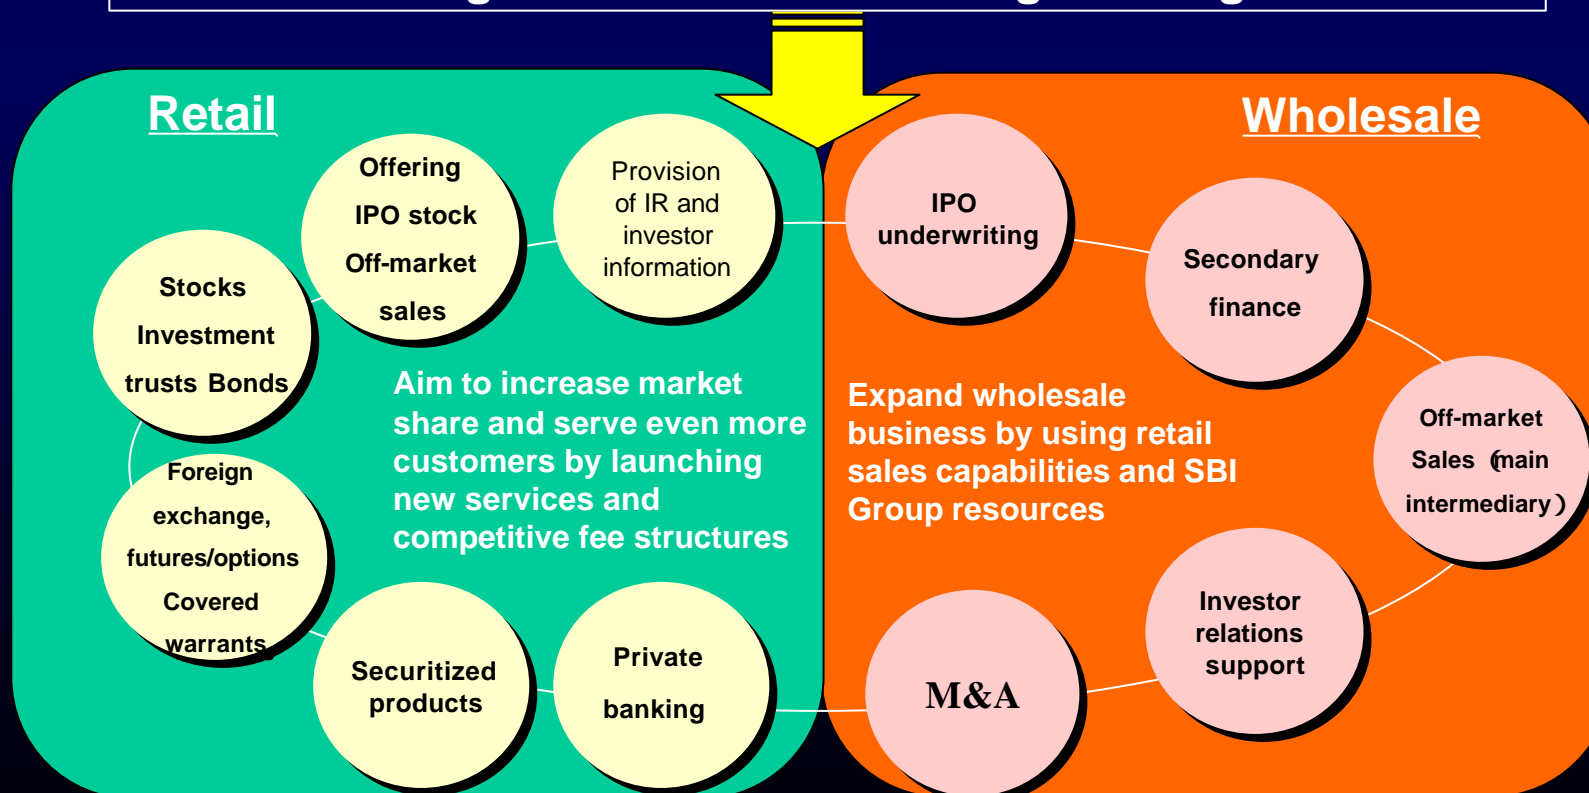 Retail
Wholesale
Offering
IPO stock
Off-market
sales
Provision
of IR and
investor
information
IPO
underwriting
Secondary
finance
Stocks
Investment
trusts Bonds
Aim to increase market
share and serve even more
customers by launching
new services and
competitive fee structures
Expand wholesale
business by using retail
sales capabilities and SBI
Group resources
Off-market
Sales (main
intermediary)
Foreign
exchange,
futures/options
Covered
warrants
Securitized
products
Private
banking
M&A
Investor
relations
support